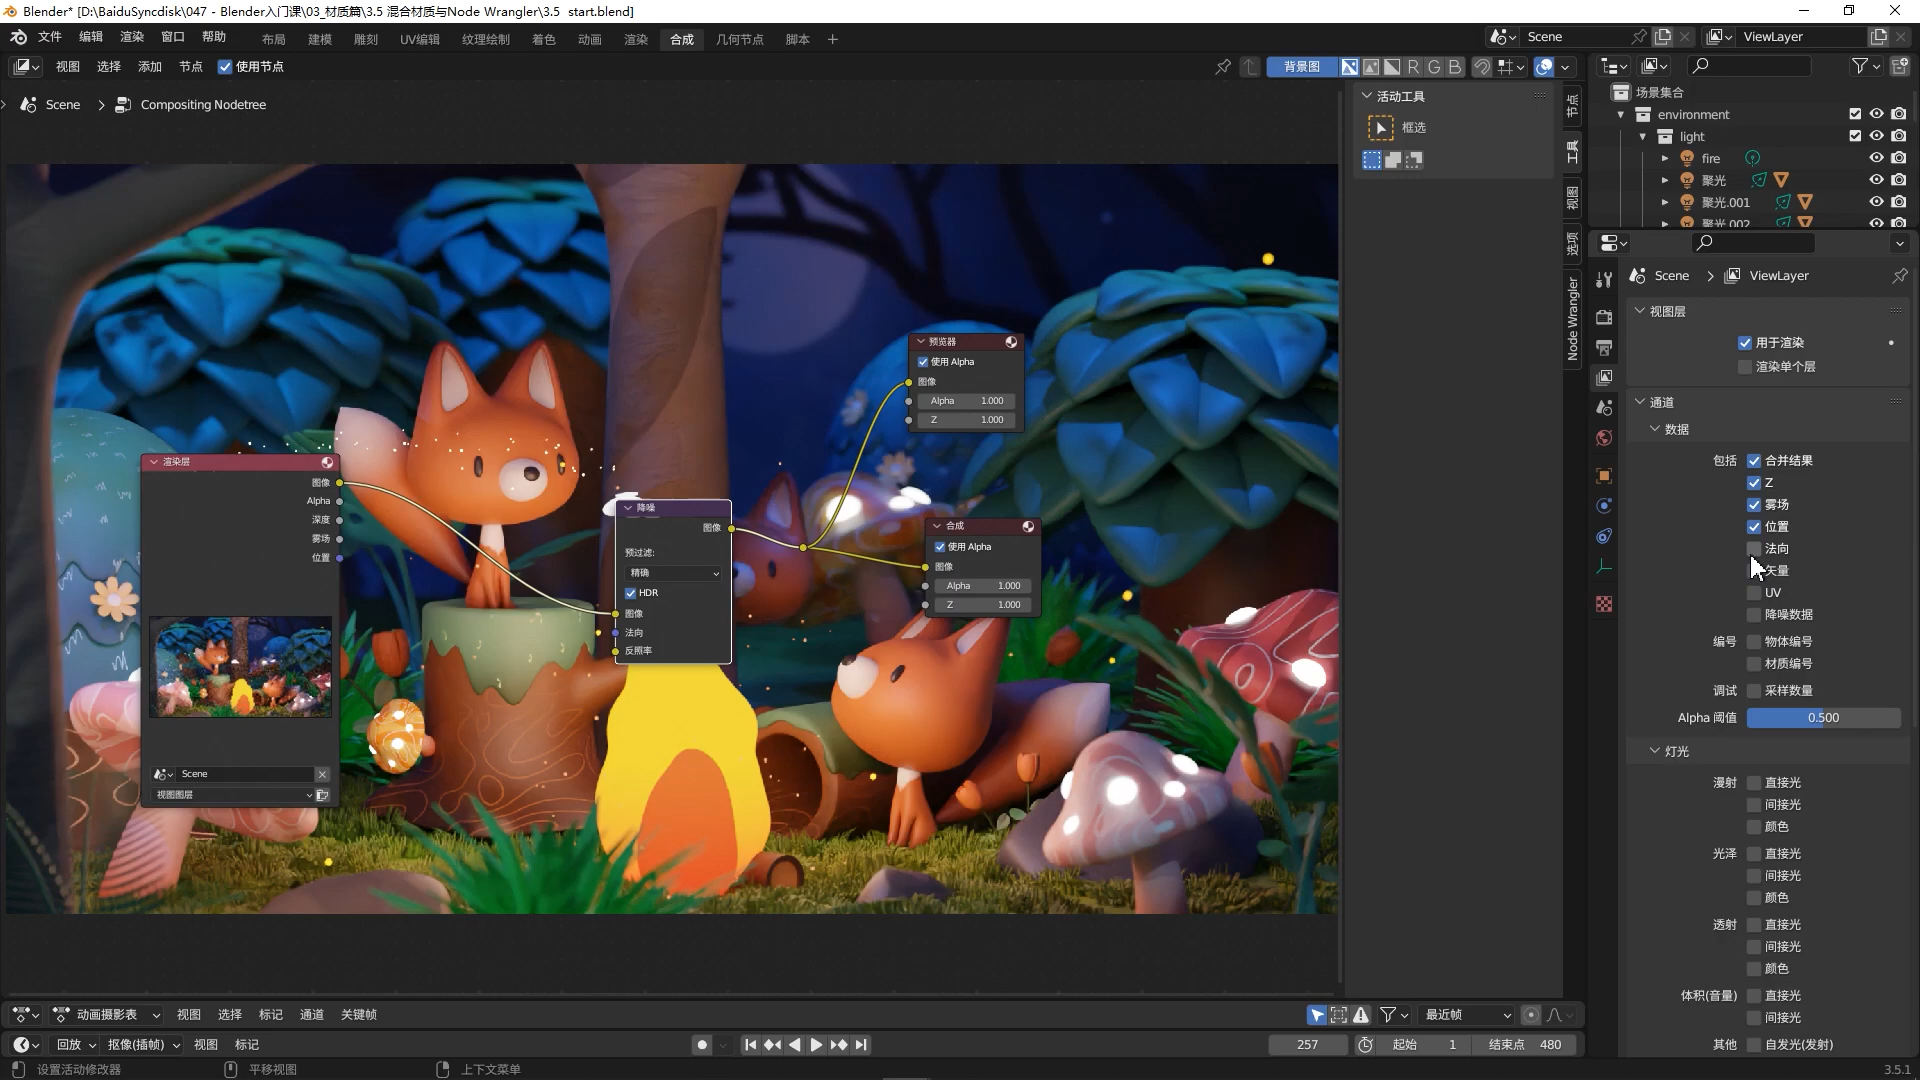 Blender* [D:\BaiduSyncdisk\047 - Blender入门课\03_材质篇\3.5 混合材质与Node Wrangler\3.5  start.blend]
文件 编辑 渲染 窗口 帮助 布局 建模 雕刻 UV编辑 纹理绘制 着色 动画 渲染 合成 几何节点 脚本 + Scene ViewLayer
视图 选择 添加 节点 使用节点 背景图 R G B
Scene > Compositing Nodetree
活动工具
框选
节点
工具
视图
选项
Node Wrangler
场景集合
environment
light
fire
聚光
聚光.001
聚光.002
Scene > ViewLayer
视图层
用于渲染
渲染单个层
通道
数据
包括 合并结果
Z
雾场
位置
法向
矢量
UV
降噪数据
编号 物体编号
材质编号
调试 采样数量
Alpha 阈值 0.500
灯光
漫射 直接光
间接光
颜色
光泽 直接光
间接光
颜色
透射 直接光
间接光
颜色
体积(音量) 直接光
间接光
其他 自发光(发射)
渲染层
图像
Alpha
深度
雾场
位置
Scene
视图图层
降噪
图像
预过滤:
精确
HDR
图像
法向
反照率
预览器
使用 Alpha
图像
Alpha 1.000
Z 1.000
合成
使用 Alpha
图像
Alpha 1.000
Z 1.000
动画摄影表 视图 选择 标记 通道 关键帧 最近帧
回放 抠像(插帧) 视图 标记 257 起始 1 结束点 480
设置活动修改器 平移视图 上下文菜单 3.5.1